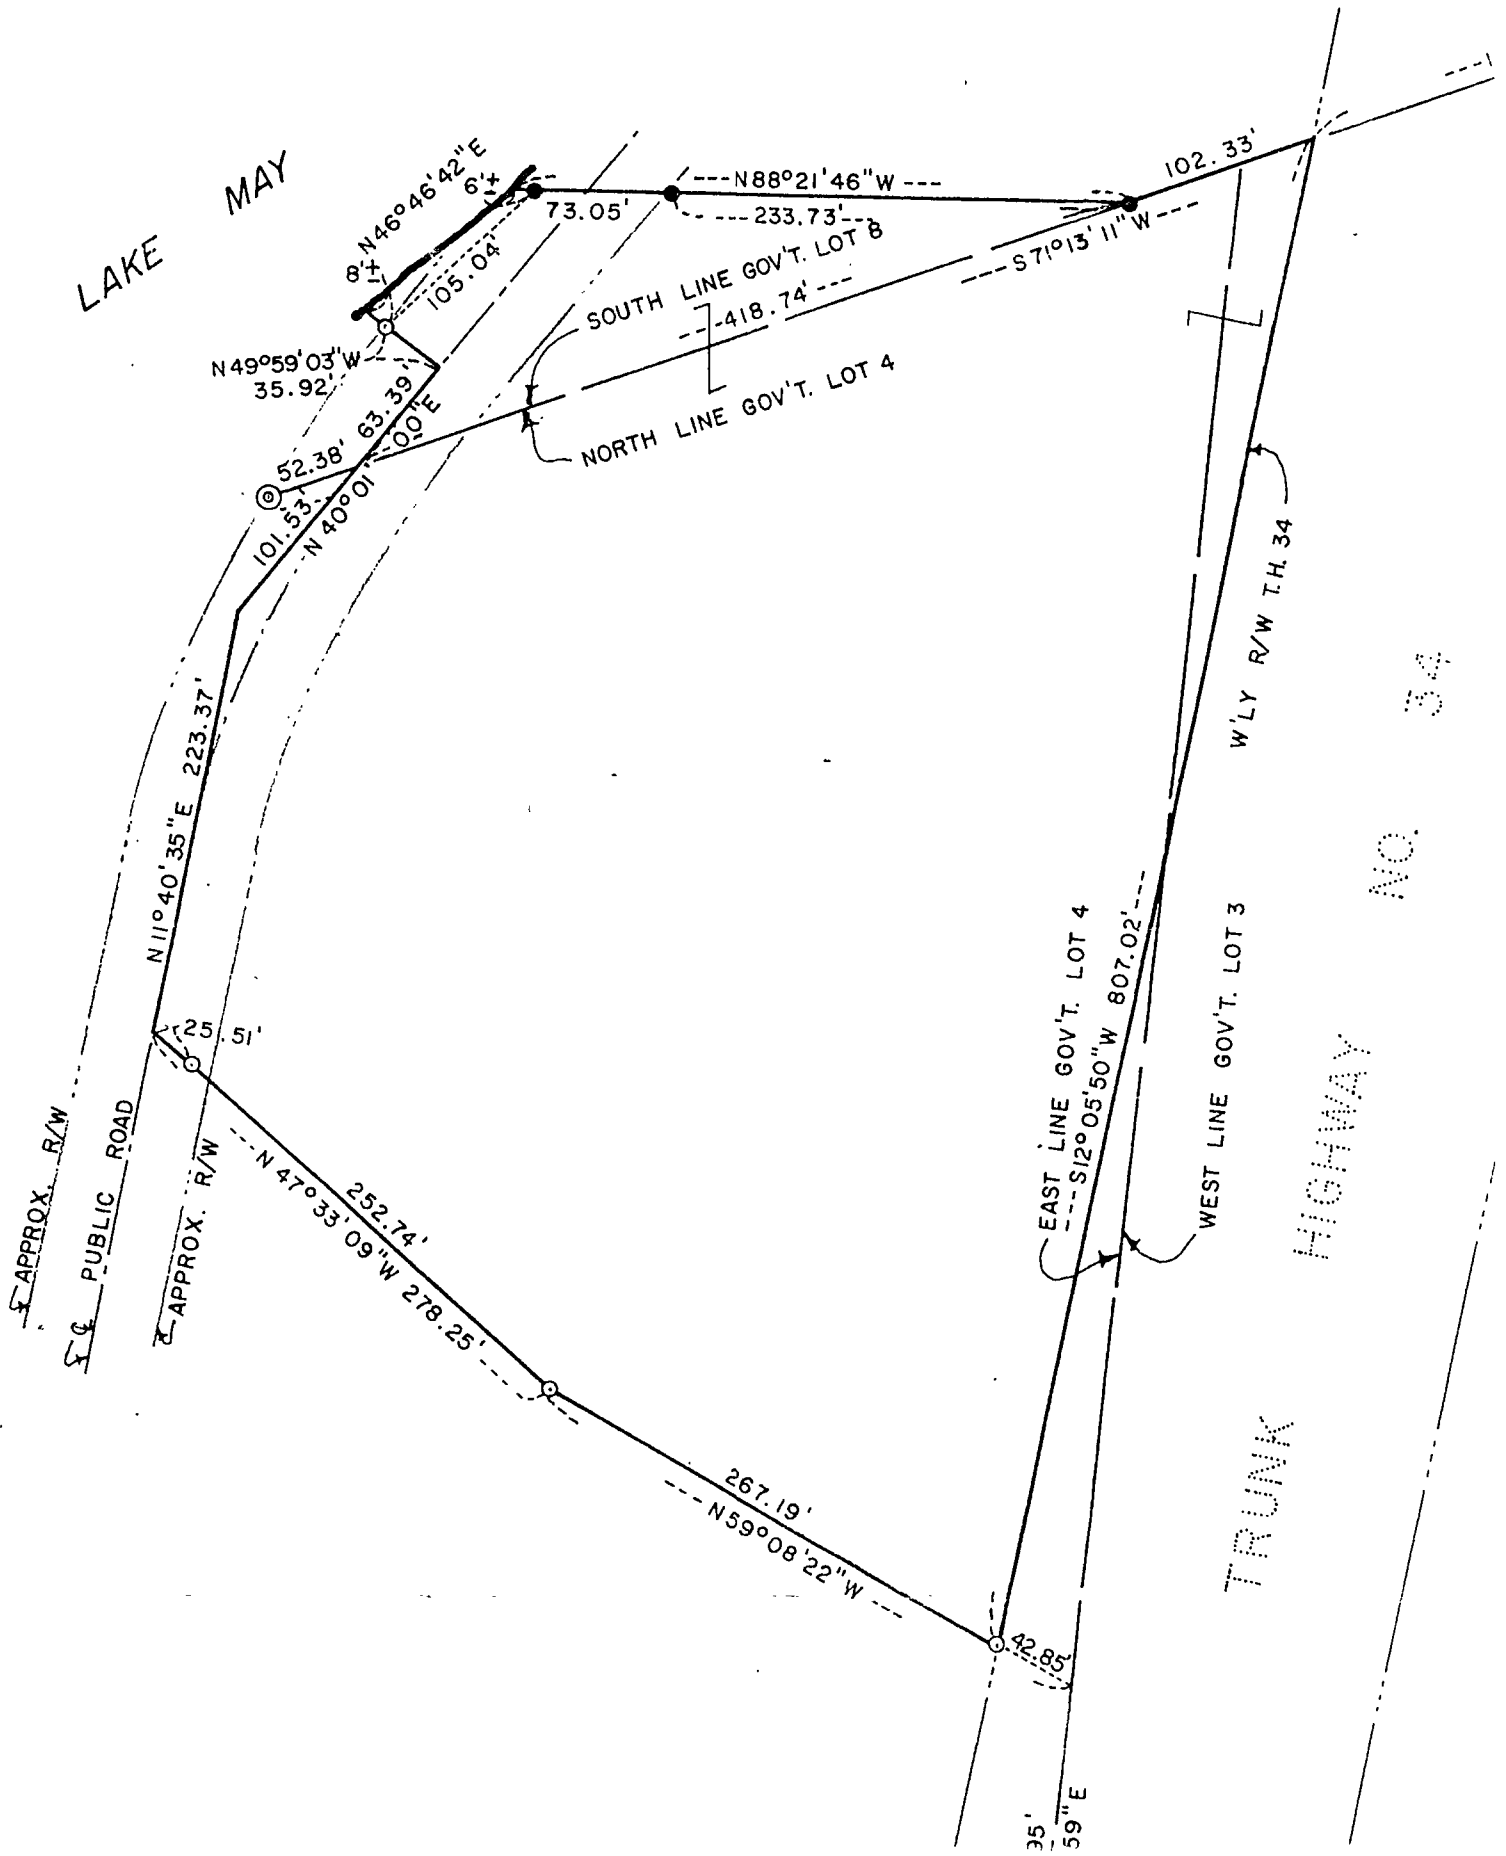 LAKE MAY
N46°46'42"E
6'±
8'±
105.04'
73.05'
---N88°21'46"W ---
---233.73'---
102.33'
---S71°13'11"W---
SOUTH LINE GOV'T. LOT 8
---418.74'---
NORTH LINE GOV'T. LOT 4
N49°59'03"W
35.92'
63.39'
52.38'
101.53'
N 40°01'00"E
N11°40'35"E 223.37'
25.51'
APPROX. R/W
℄ PUBLIC ROAD
APPROX. R/W
252.74'
--N 47°33'09"W 278.25'---
267.19'
---N59°08'22"W ---
42.85'
EAST LINE GOV'T. LOT 4
---S12°05'50"W 807.02'---
WEST LINE GOV'T. LOT 3
W'LY R/W T.H. 34
TRUNK HIGHWAY NO. 34
95'
59"E